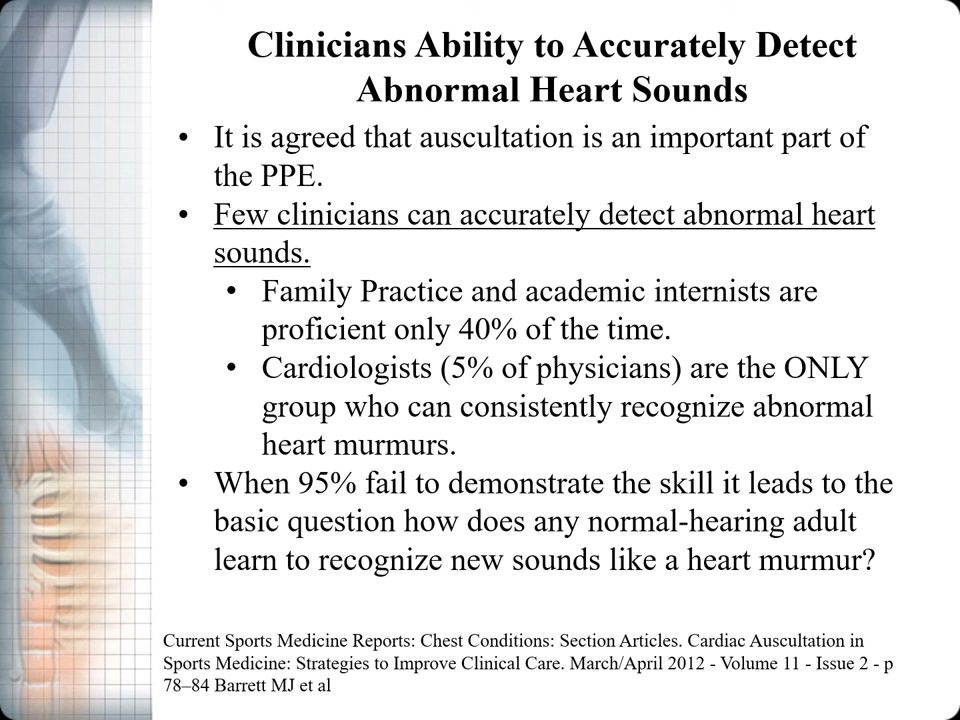 Clinicians Ability to Accurately Detect
Abnormal Heart Sounds
• It is agreed that auscultation is an important part of
the PPE.
• Few clinicians can accurately detect abnormal heart
sounds.
• Family Practice and academic internists are
proficient only 40% of the time.
• Cardiologists (5% of physicians) are the ONLY
group who can consistently recognize abnormal
heart murmurs.
• When 95% fail to demonstrate the skill it leads to the
basic question how does any normal-hearing adult
learn to recognize new sounds like a heart murmur?
Current Sports Medicine Reports: Chest Conditions: Section Articles. Cardiac Auscultation in
Sports Medicine: Strategies to Improve Clinical Care. March/April 2012 - Volume 11 - Issue 2 - p
78–84 Barrett MJ et al